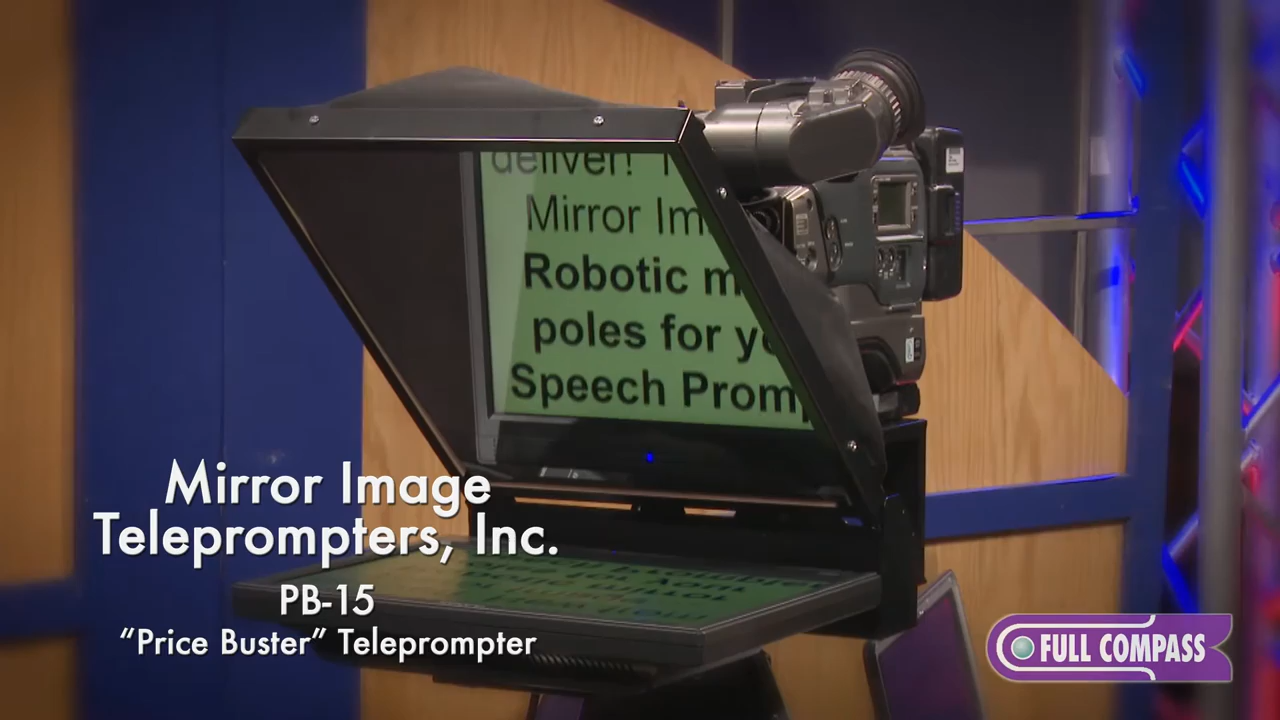 deliver!
Mirror Im
Robotic m
poles for yo
Speech Promp
Mirror Image
Teleprompters, Inc.
PB-15
“Price Buster” Teleprompter
FULL COMPASS